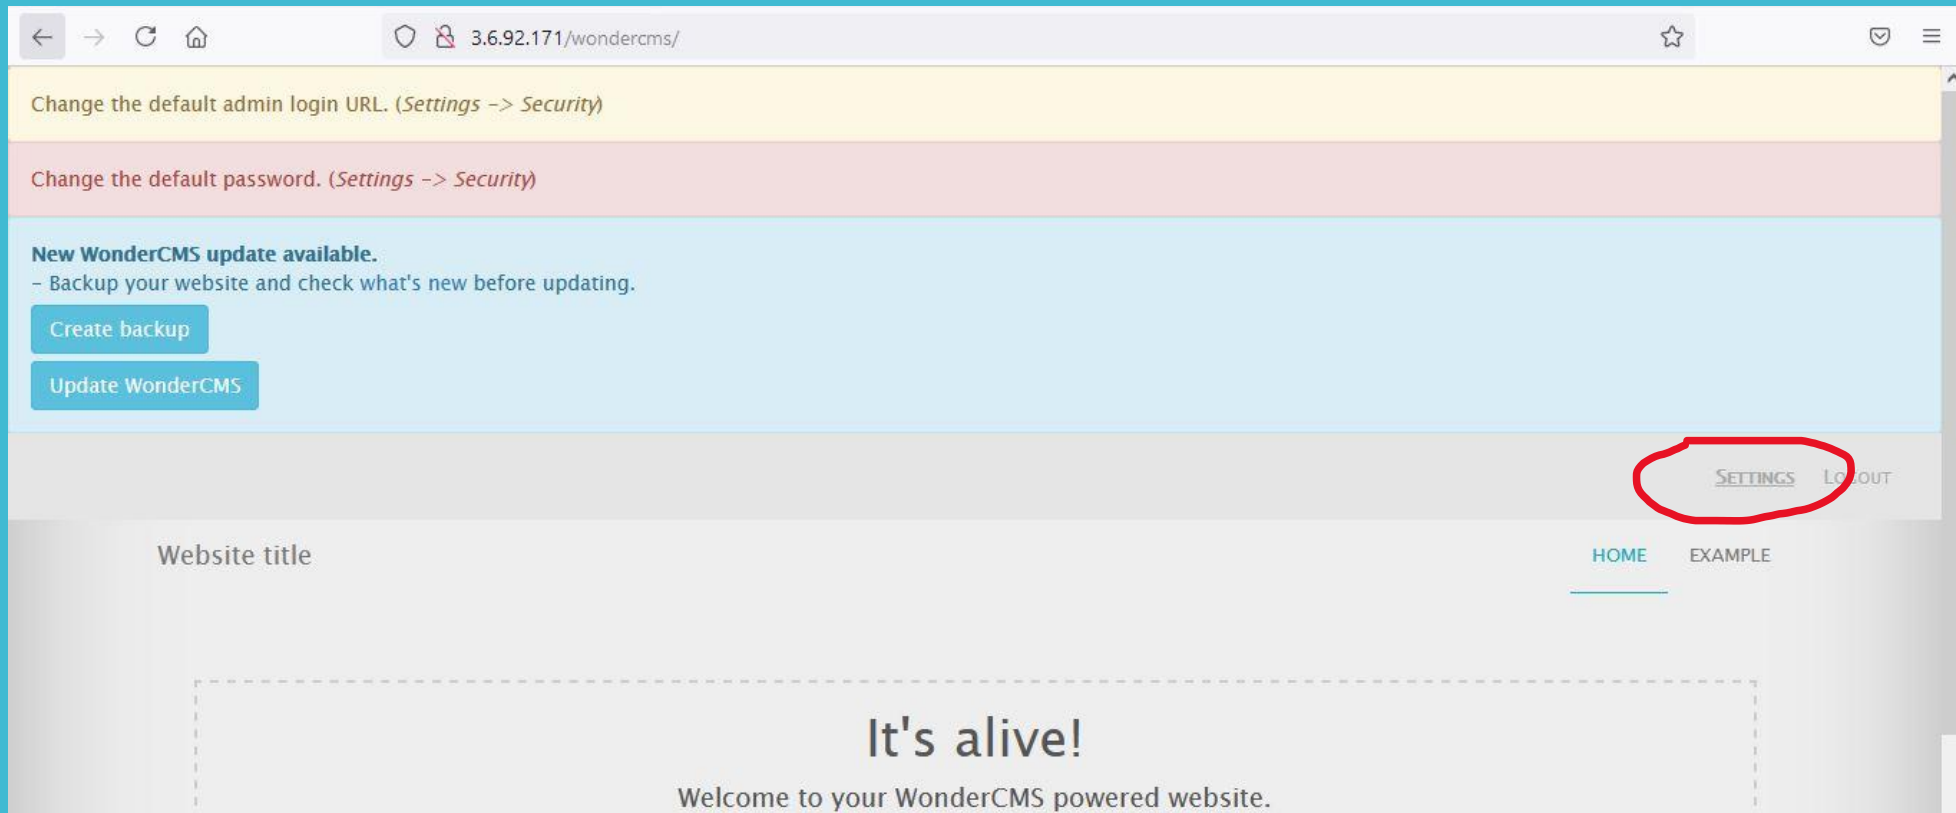 3.6.92.171/wondercms/
Change the default admin login URL. (Settings -> Security)
Change the default password. (Settings -> Security)
New WonderCMS update available.
- Backup your website and check what's new before updating.
Create backup
Update WonderCMS
SETTINGS LOGOUT
Website title HOME EXAMPLE
It's alive!
Welcome to your WonderCMS powered website.